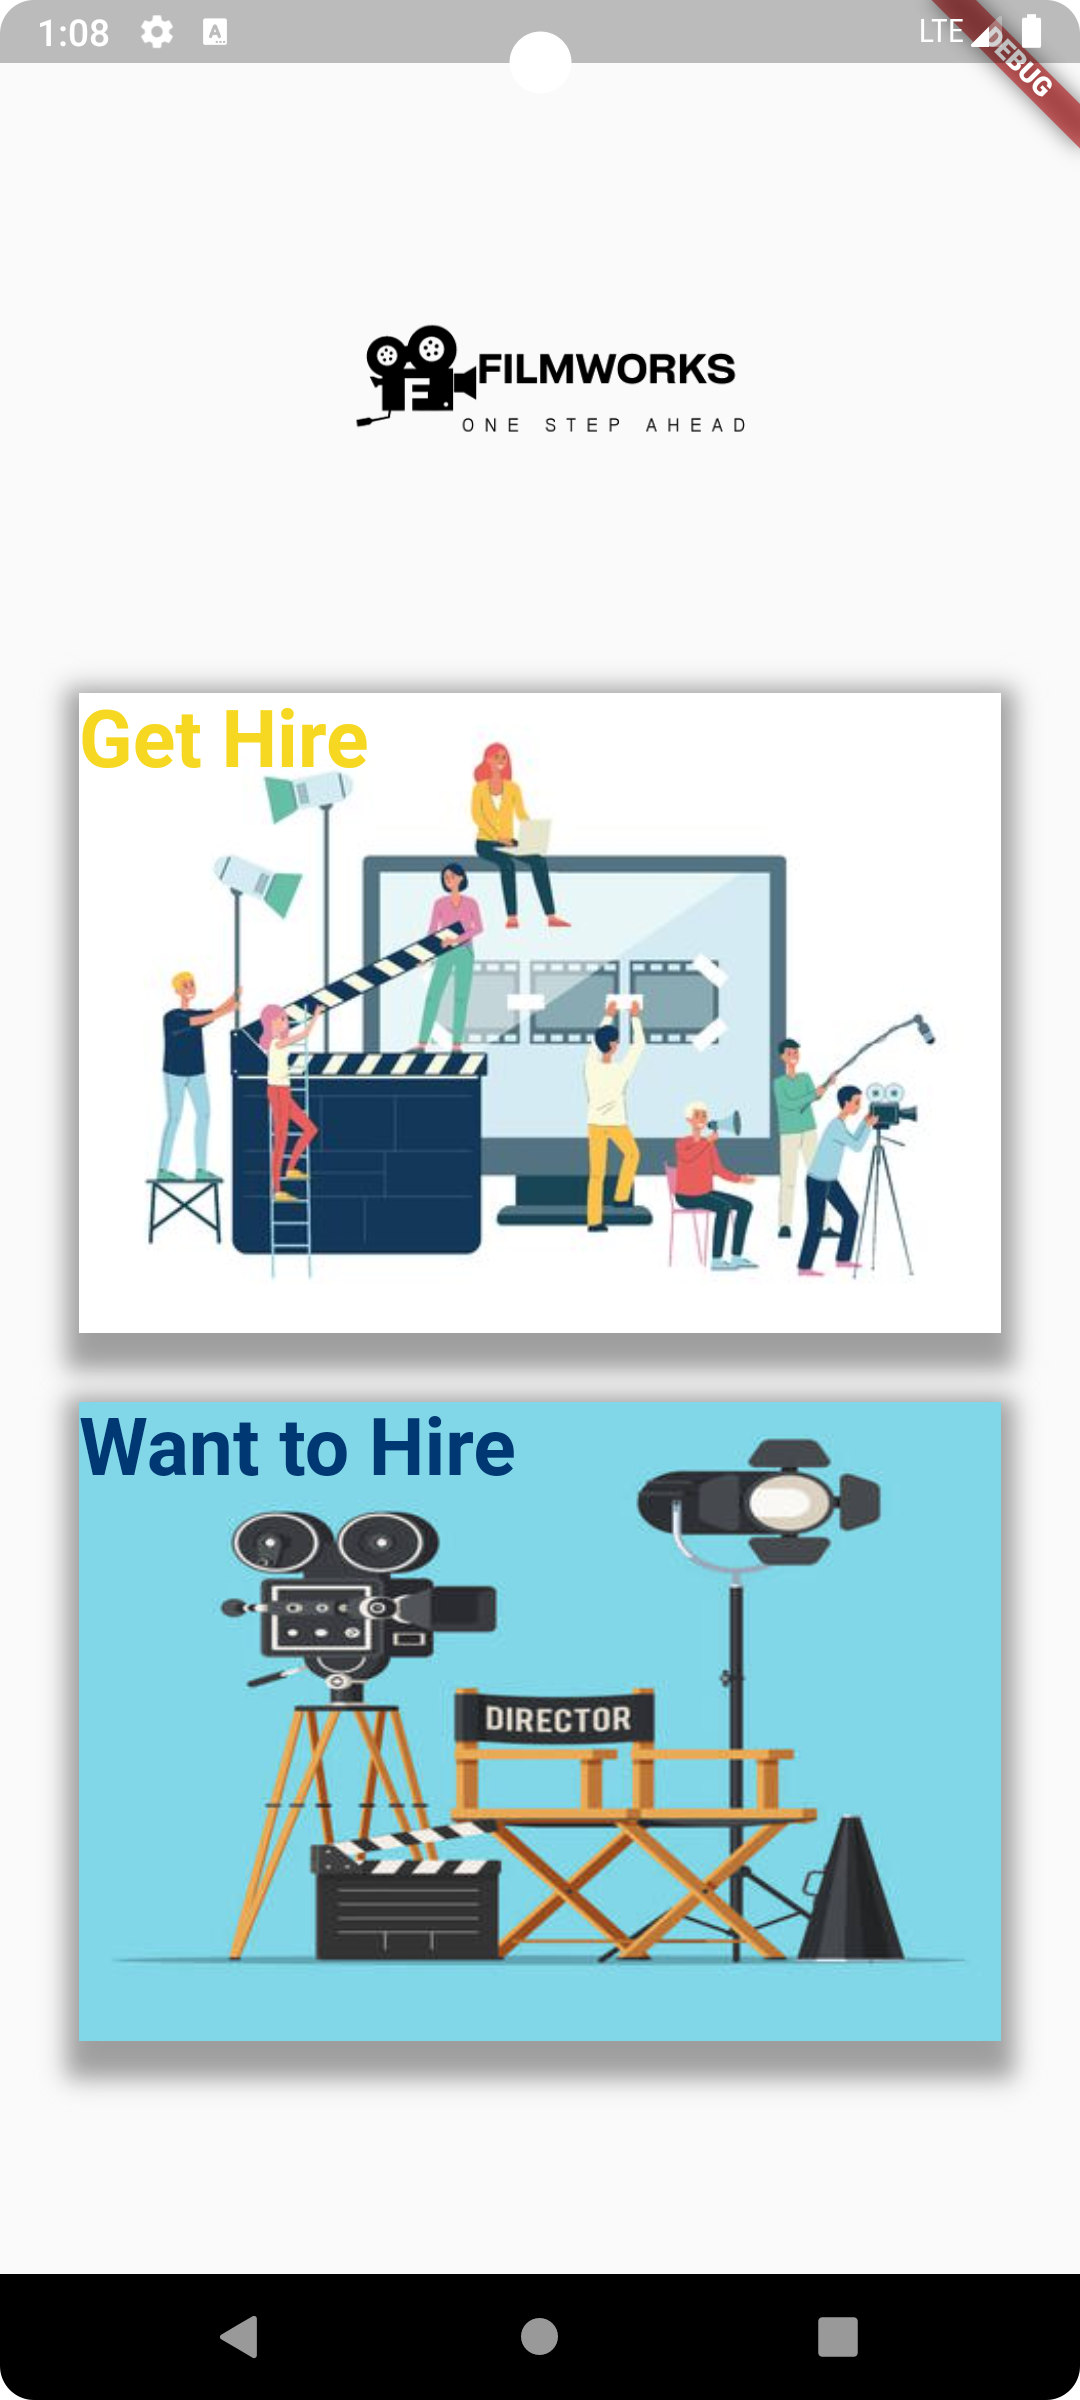 1:08
A
LTE
DEBUG
F
FILMWORKS
ONE STEP AHEAD
Get Hire
Want to Hire
DIRECTOR